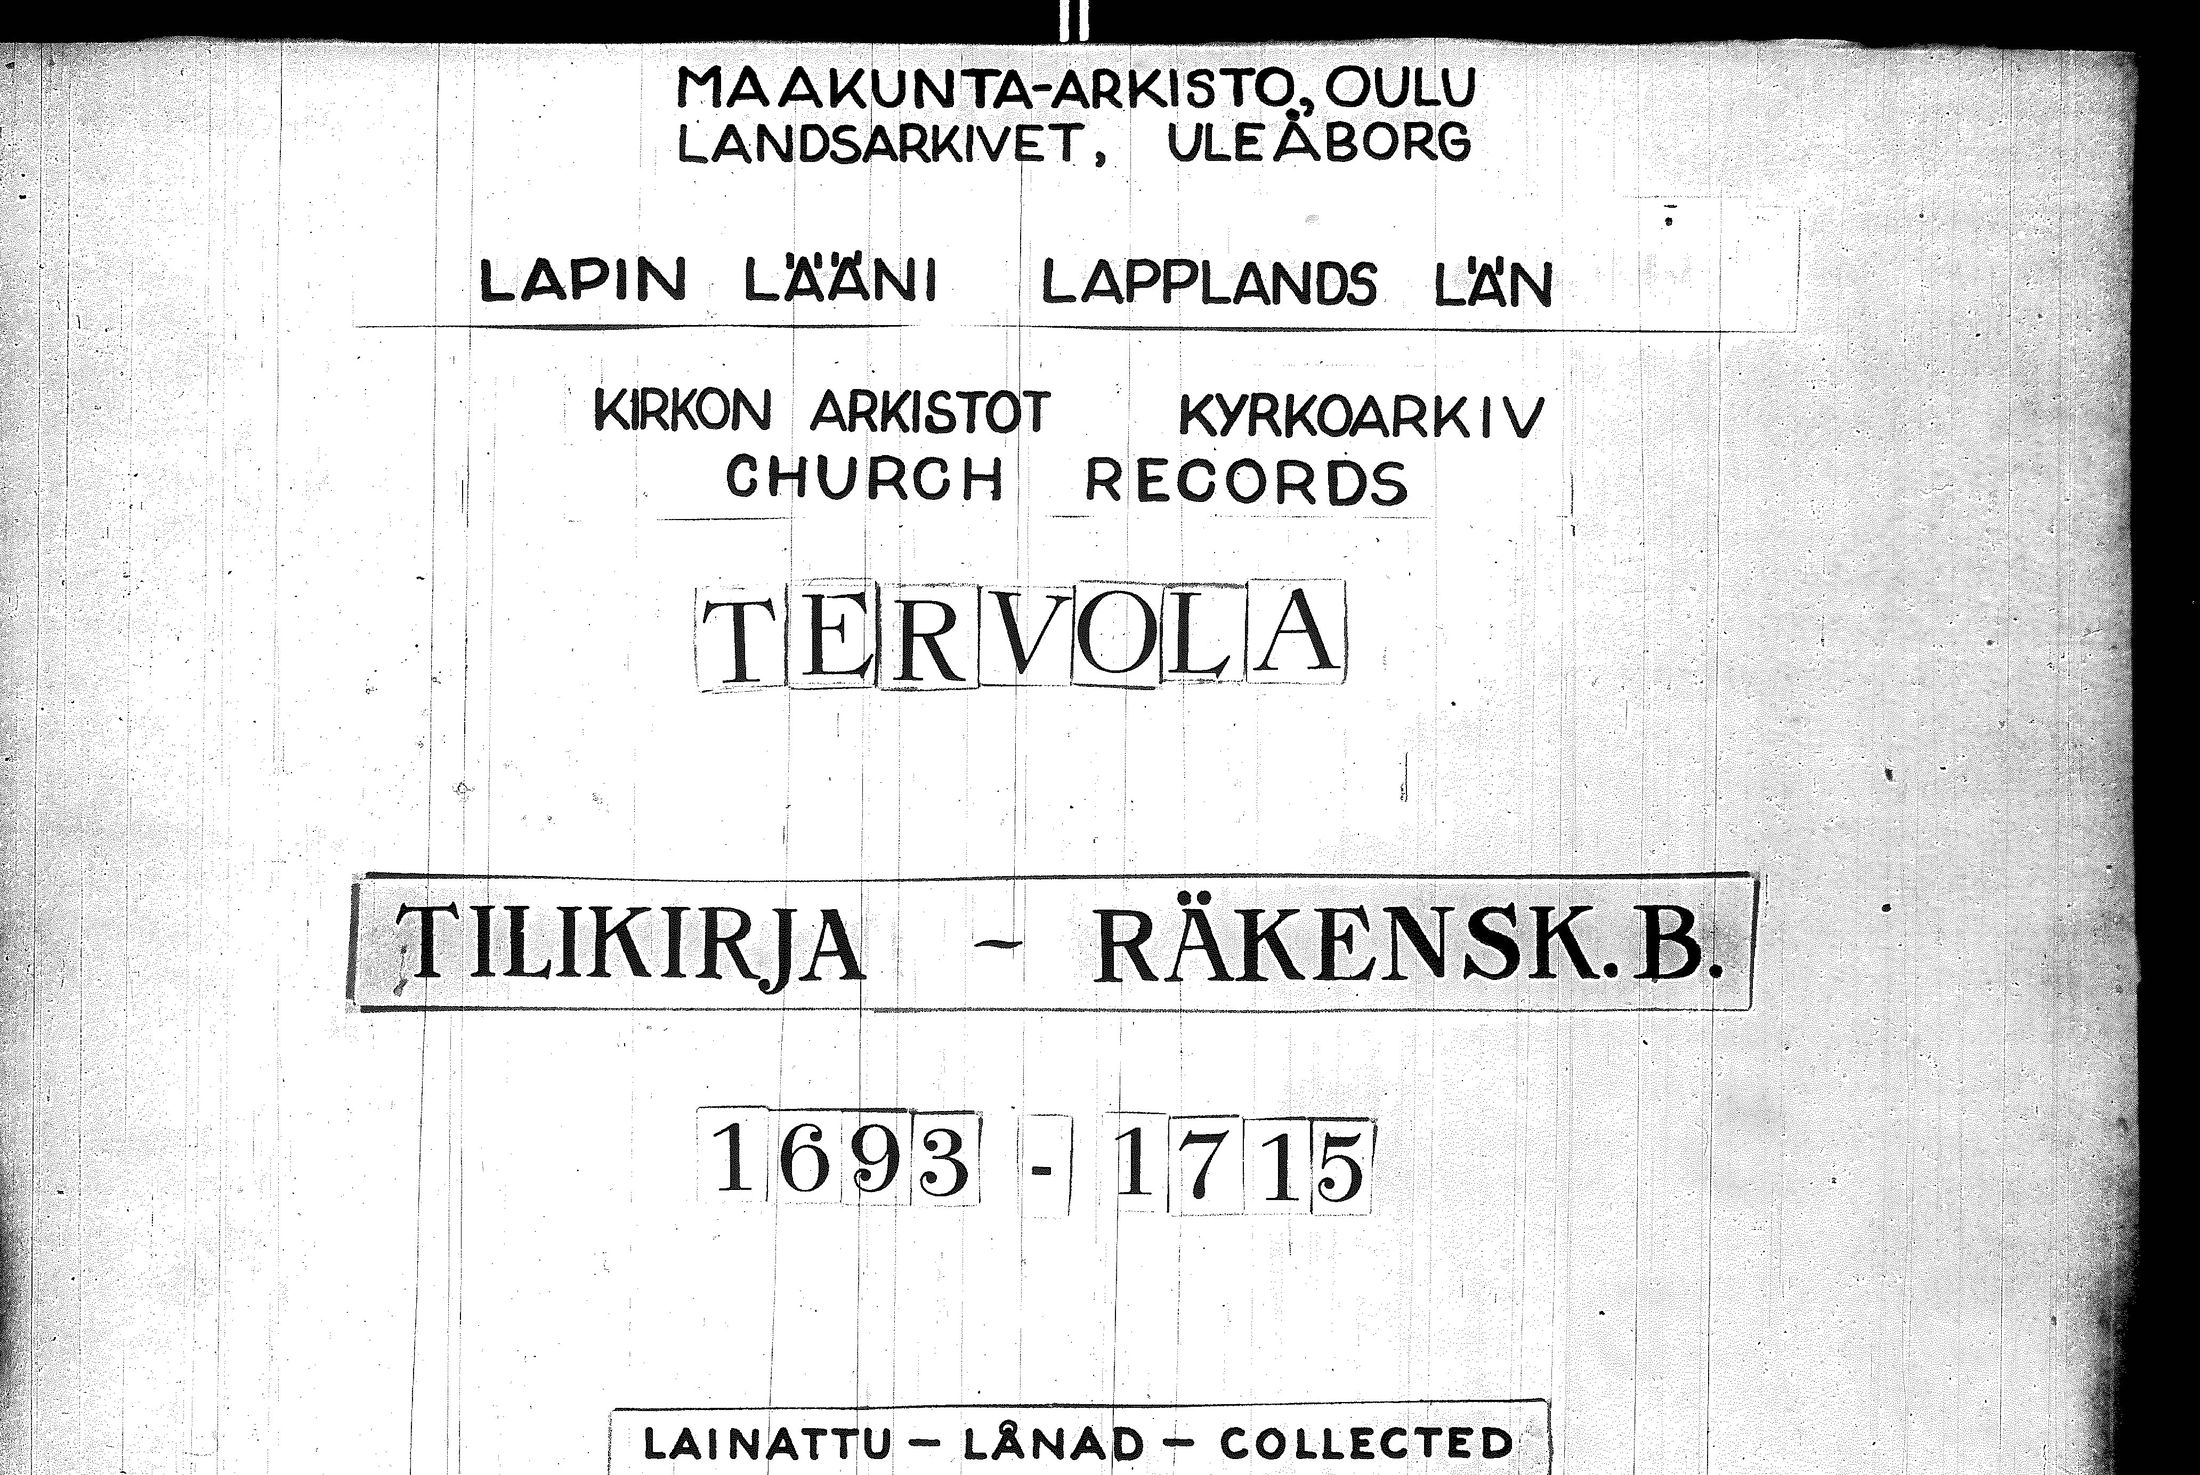 MAAKUNTA-ARKISTO, OULU
LANDSARKIVET, ULEÅBORG
LAPIN LÄÄNI LAPPLANDS LÄN
KIRKON ARKISTOT KYRKOARKIV
CHURCH RECORDS
TERVOLA
TILIKIRJA - RÄKENSK.B.
1693 - 1715
LAINATTU - LÅNAD - COLLECTED